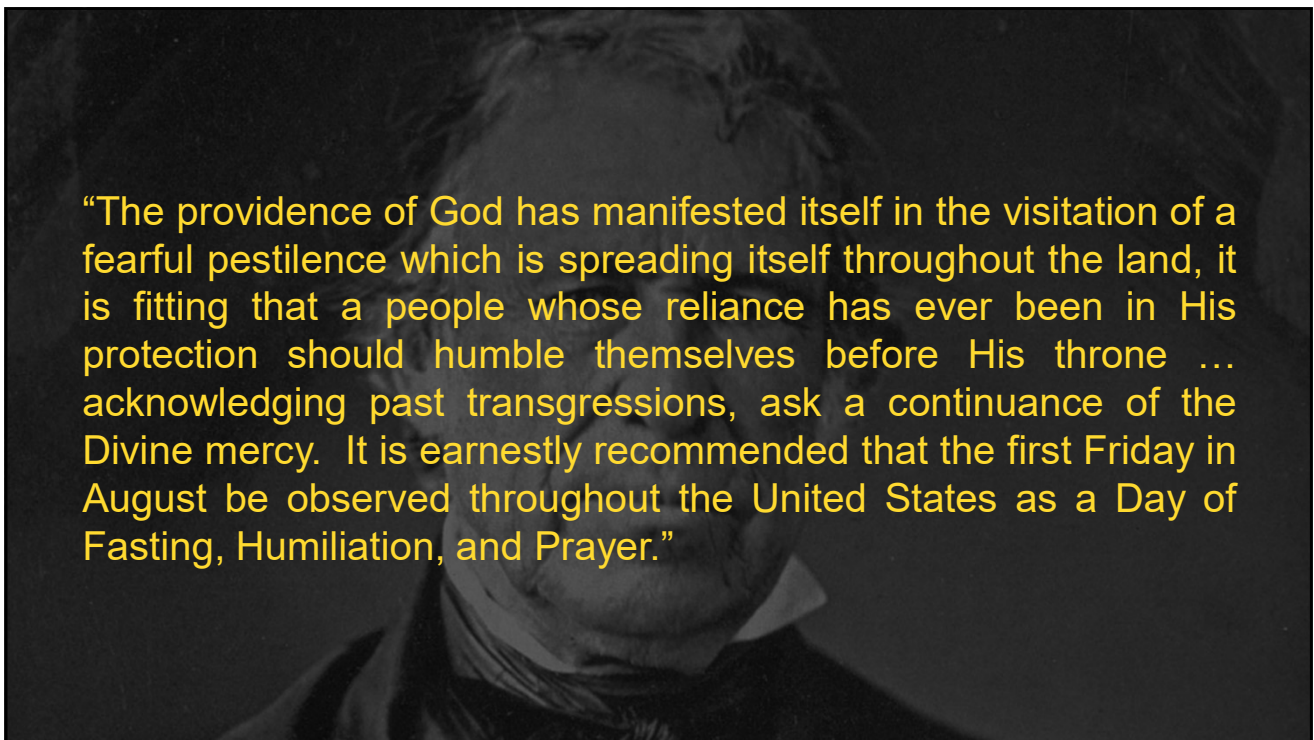 “The providence of God has manifested itself in the visitation of a
fearful pestilence which is spreading itself throughout the land, it
is fitting that a people whose reliance has ever been in His
protection should humble themselves before His throne …
acknowledging past transgressions, ask a continuance of the
Divine mercy.  It is earnestly recommended that the first Friday in
August be observed throughout the United States as a Day of
Fasting, Humiliation, and Prayer.”